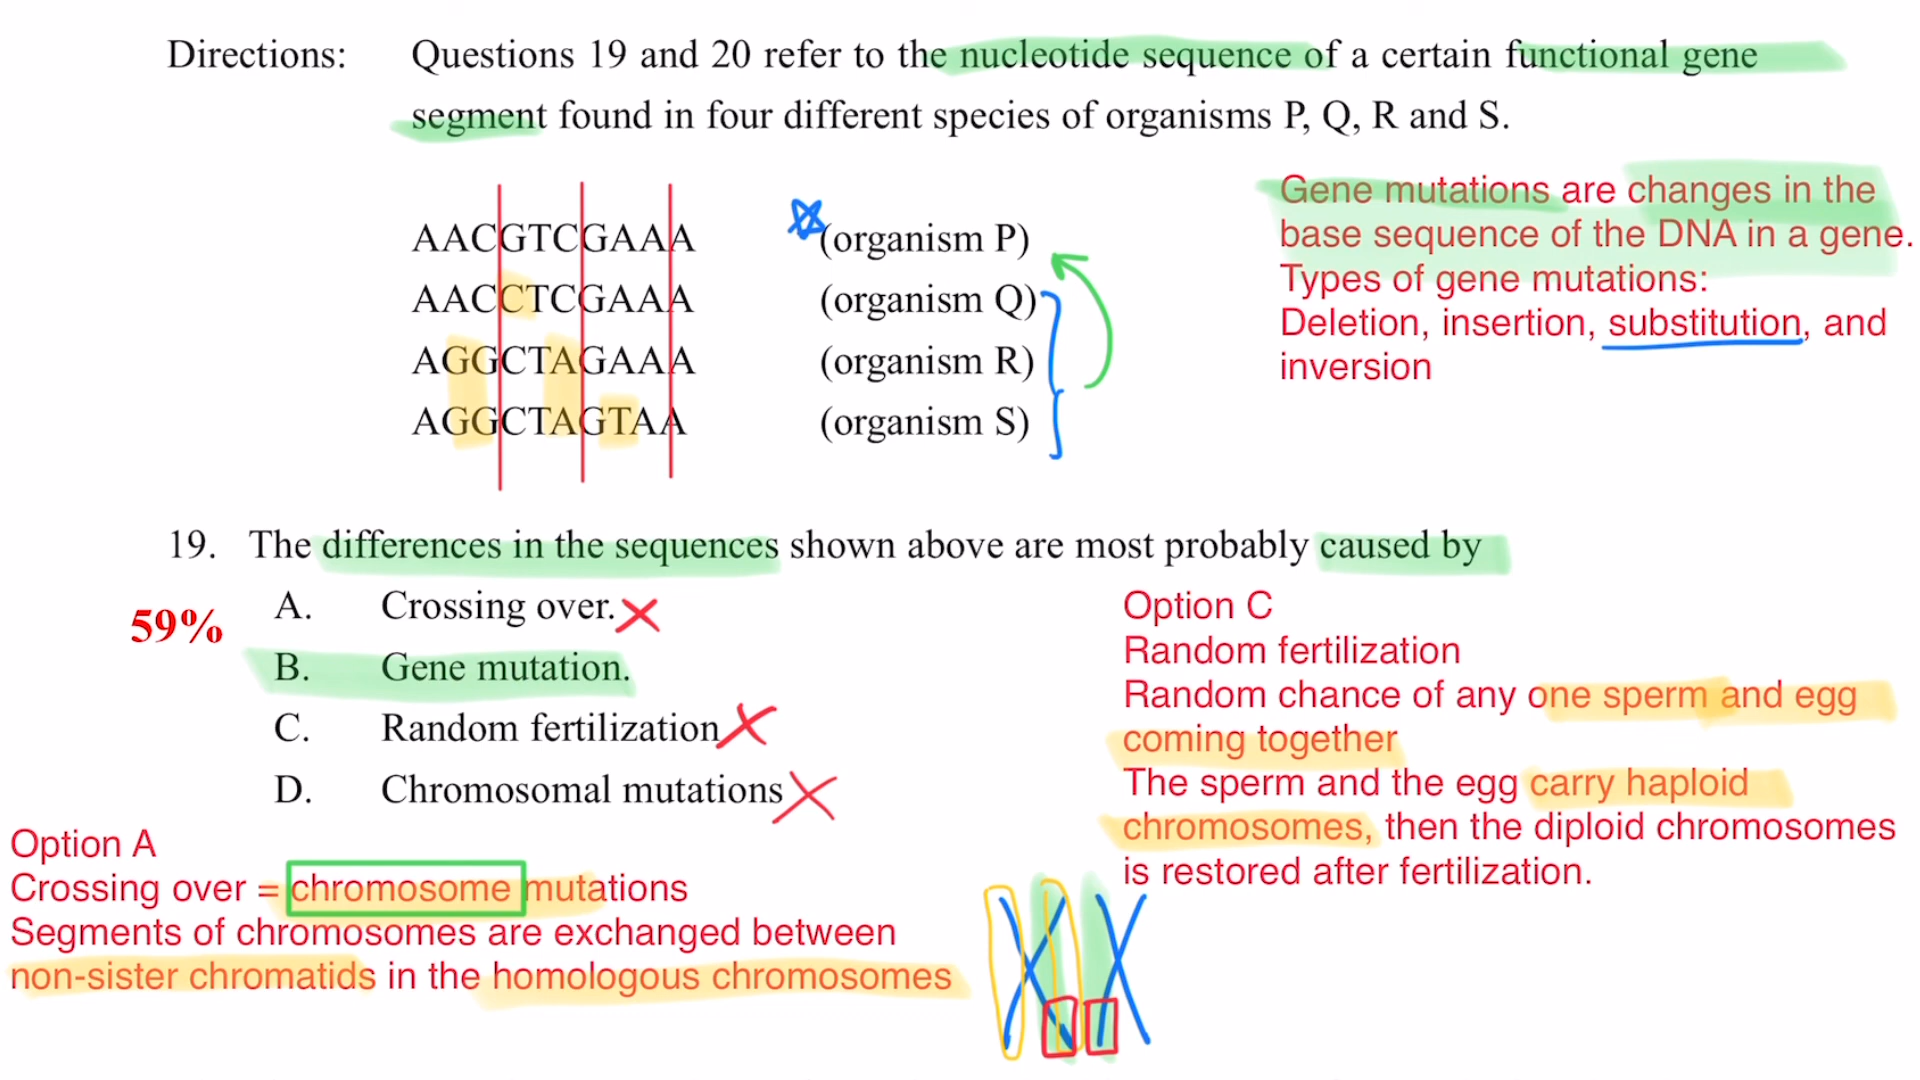 Directions: Questions 19 and 20 refer to the nucleotide sequence of a certain functional gene
segment found in four different species of organisms P, Q, R and S.
AACGTCGAAA (organism P)
AACCTCGAAA (organism Q)
AGGCTAGAAA (organism R)
AGGCTAGTAA (organism S)
Gene mutations are changes in the
base sequence of the DNA in a gene.
Types of gene mutations:
Deletion, insertion, substitution, and
inversion
19. The differences in the sequences shown above are most probably caused by
59%
A. Crossing over.
B. Gene mutation.
C. Random fertilization
D. Chromosomal mutations
Option C
Random fertilization
Random chance of any one sperm and egg
coming together
The sperm and the egg carry haploid
chromosomes, then the diploid chromosomes
is restored after fertilization.
Option A
Crossing over = chromosome mutations
Segments of chromosomes are exchanged between
non-sister chromatids in the homologous chromosomes